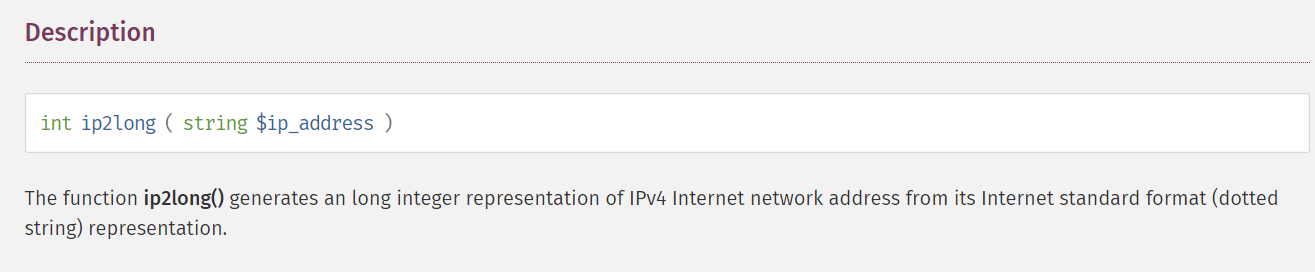 Description
int ip2long ( string $ip_address )
The function ip2long() generates an long integer representation of IPv4 Internet network address from its Internet standard format (dotted
string) representation.